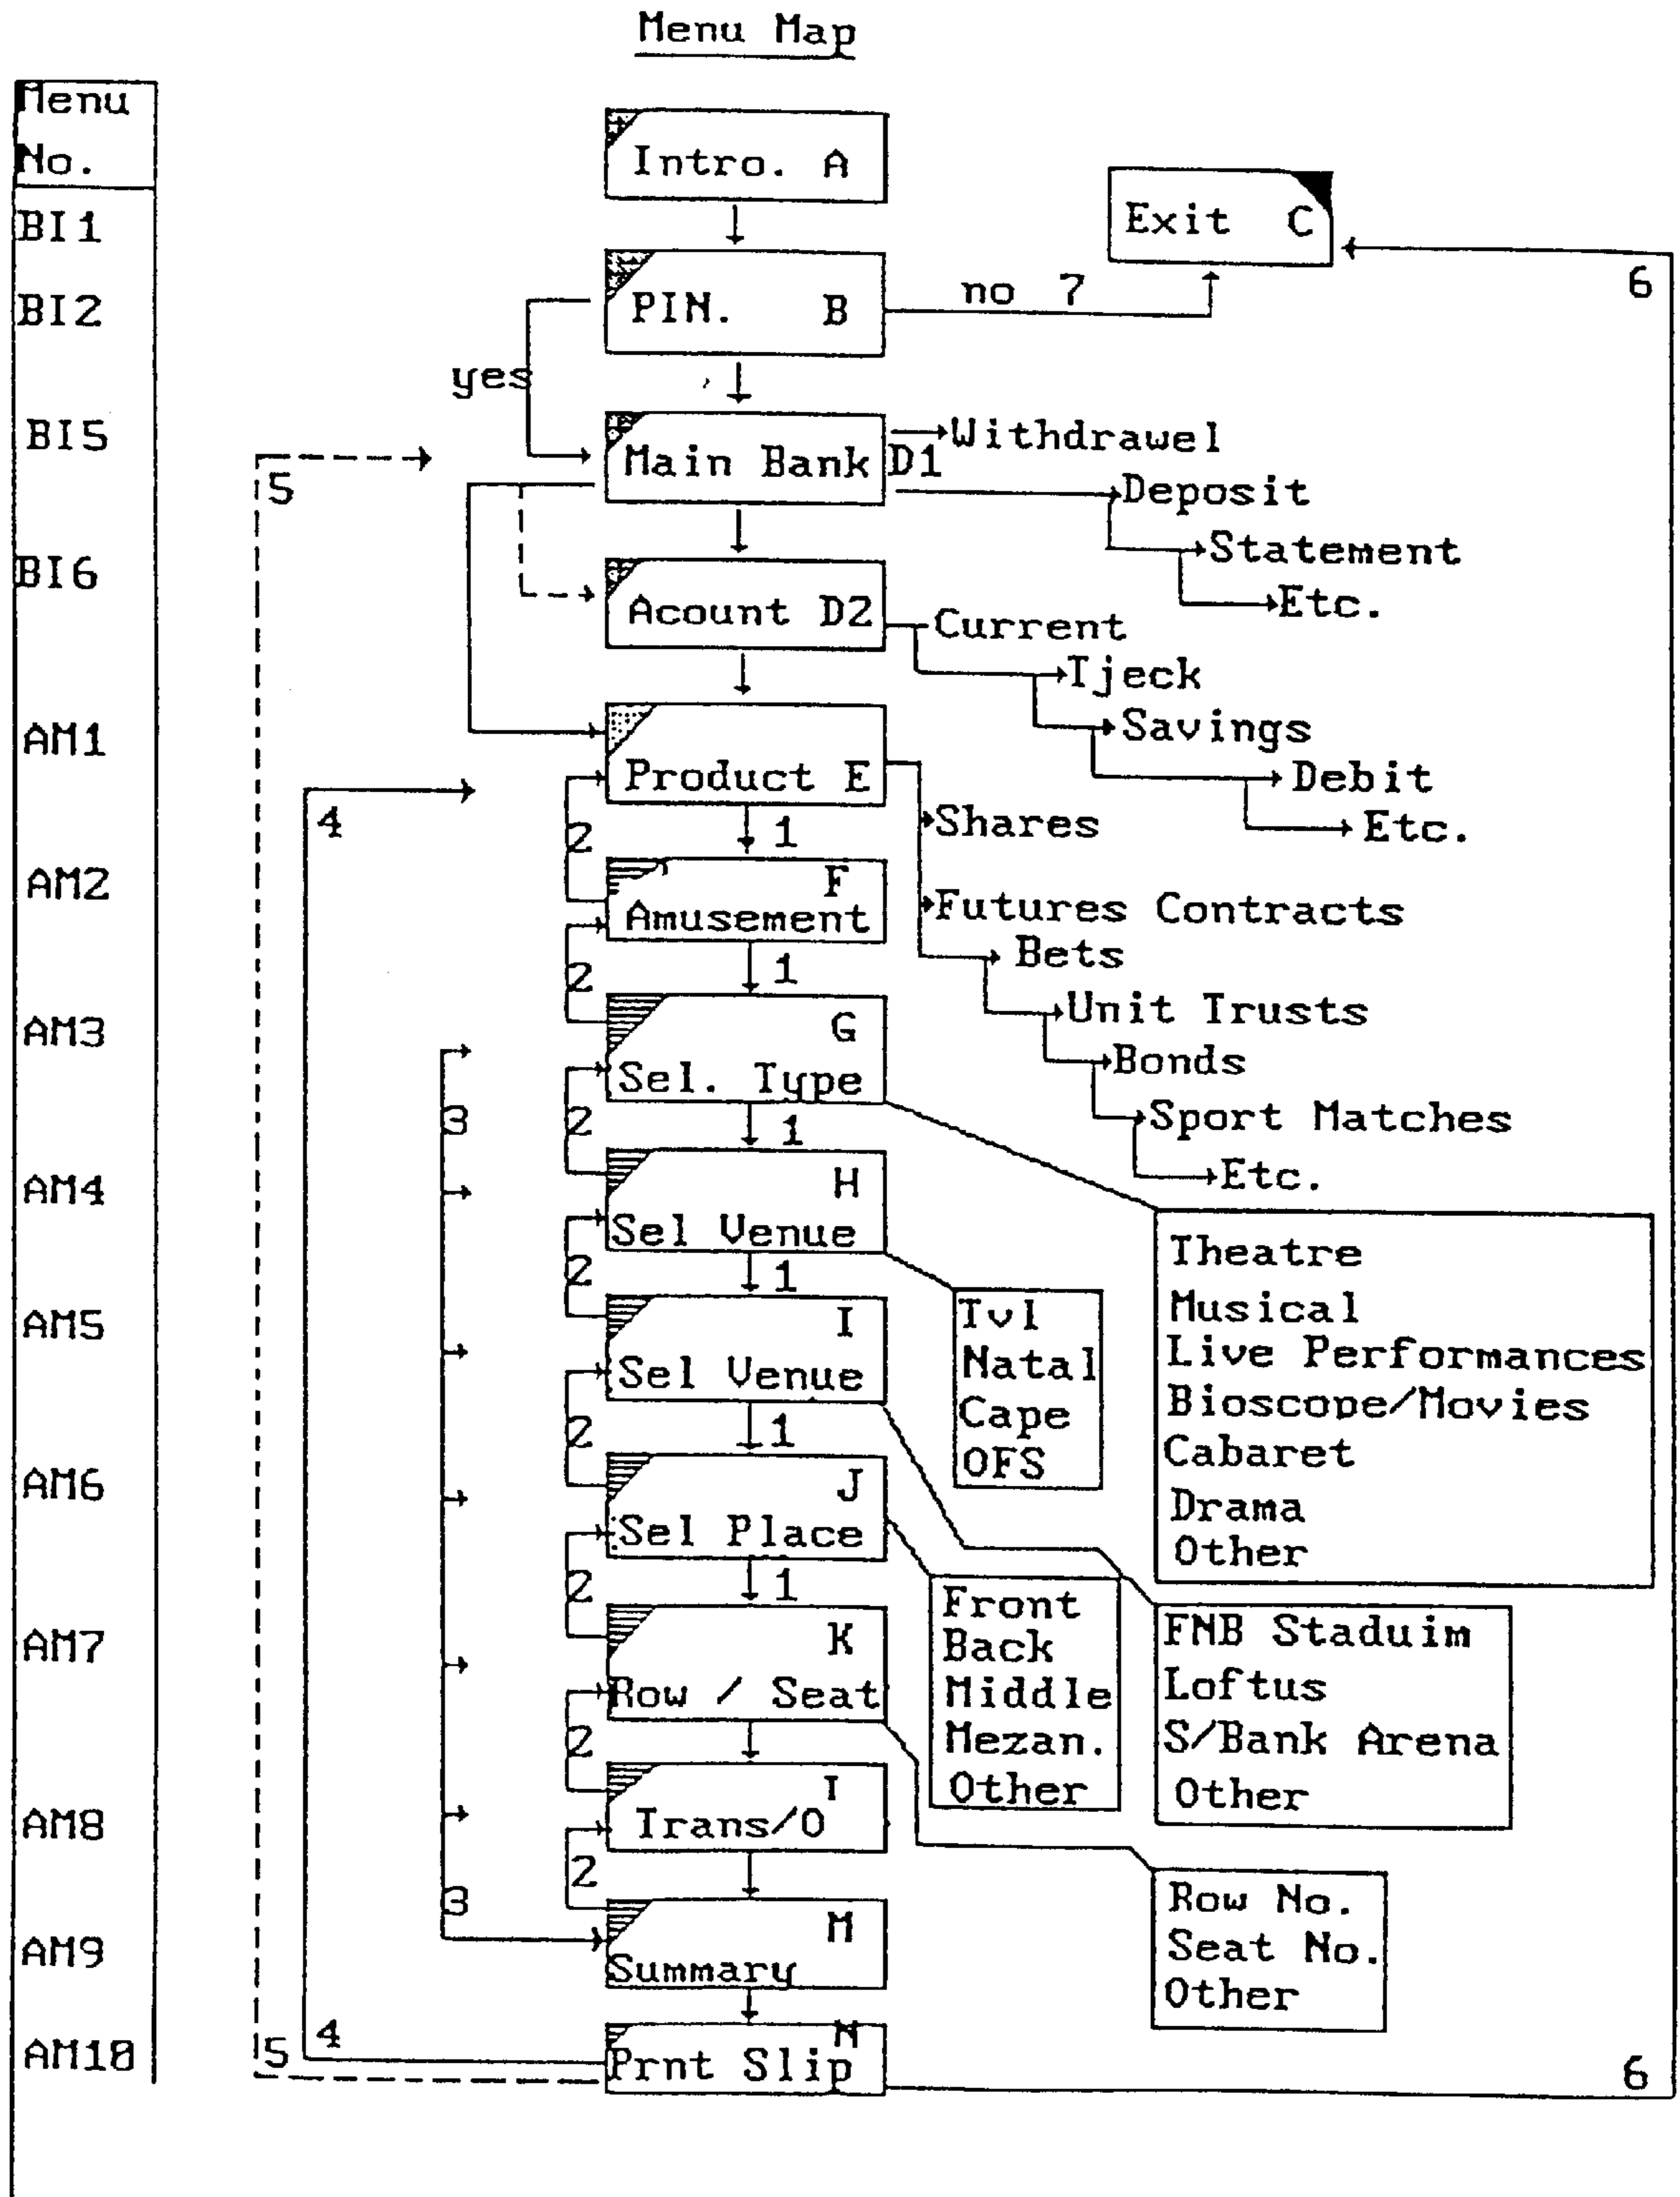 Menu Map
Menu
No.
BI1
BI2
BI5
BI6
AM1
AM2
AM3
AM4
AM5
AM6
AM7
AM8
AM9
AM10
Intro. A
Exit C
6
PIN. B
no 7
yes
Main Bank D1
Withdrawel
Deposit
Statement
Etc.
5
Acount D2
Current
Tjeck
Savings
Debit
Etc.
Product E
4
2
1
Shares
Futures Contracts
Bets
Unit Trusts
Bonds
Sport Matches
Etc.
F
Amusement
2
1
G
Sel. Type
3
2
1
Theatre
Musical
Live Performances
Bioscope/Movies
Cabaret
Drama
Other
H
Sel Venue
2
1
Tvl
Natal
Cape
OFS
I
Sel Venue
2
1
FNB Staduim
Loftus
S/Bank Arena
Other
J
Sel Place
2
1
Front
Back
Middle
Mezan.
Other
K
Row / Seat
2
Row No.
Seat No.
Other
Trans/O
2
3
M
Summary
N
Prnt Slip
4
5
6